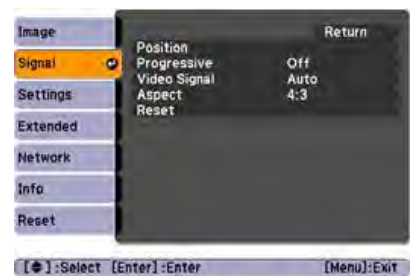 Image
Signal
Settings
Extended
Network
Info
Reset
Return
Position
Progressive Off
Video Signal Auto
Aspect 4:3
Reset
[ ]:Select [Enter]:Enter [Menu]:Exit